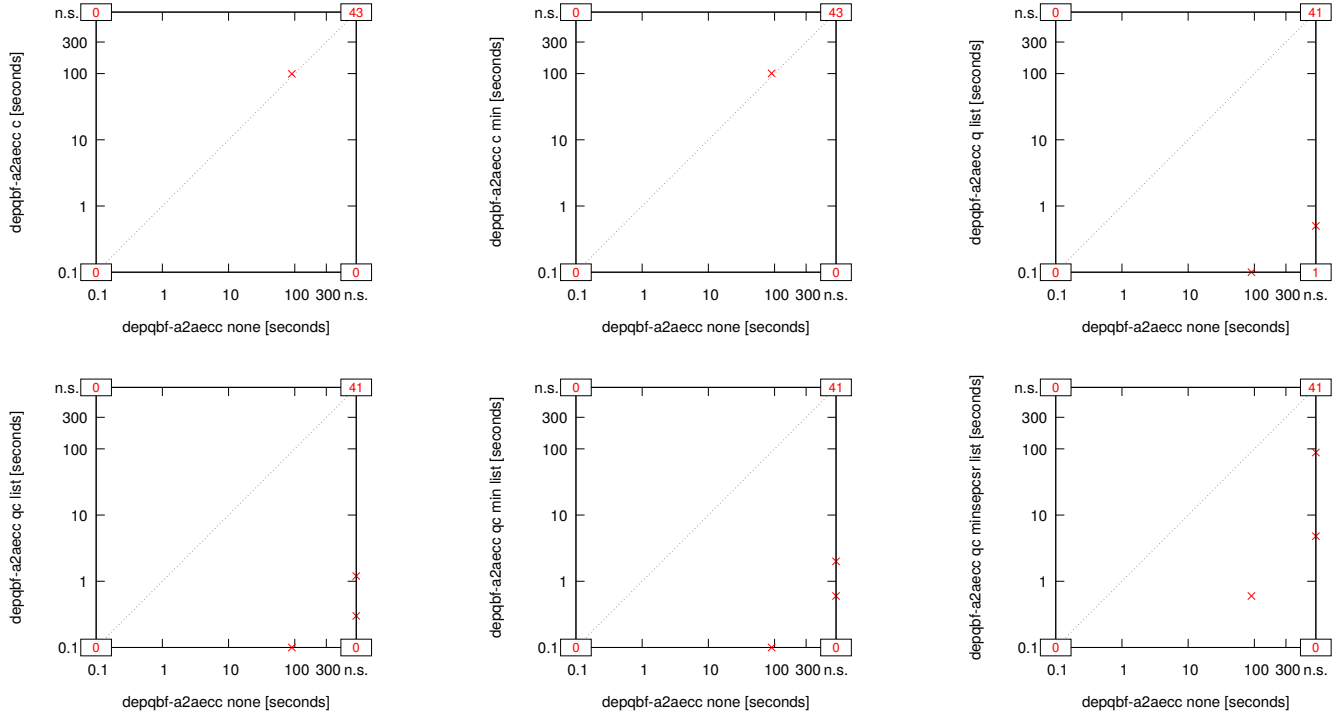 n.s. 0 43
300
100
10
1
0.1 0 0
0.1 1 10 100 300 n.s.
depqbf-a2aecc c [seconds]
depqbf-a2aecc none [seconds]
n.s. 0 43
300
100
10
1
0.1 0 0
0.1 1 10 100 300 n.s.
depqbf-a2aecc c min [seconds]
depqbf-a2aecc none [seconds]
n.s. 0 41
300
100
10
1
0.1 0 1
0.1 1 10 100 300 n.s.
depqbf-a2aecc q list [seconds]
depqbf-a2aecc none [seconds]
n.s. 0 41
300
100
10
1
0.1 0 0
0.1 1 10 100 300 n.s.
depqbf-a2aecc qc list [seconds]
depqbf-a2aecc none [seconds]
n.s. 0 41
300
100
10
1
0.1 0 0
0.1 1 10 100 300 n.s.
depqbf-a2aecc qc min list [seconds]
depqbf-a2aecc none [seconds]
n.s. 0 41
300
100
10
1
0.1 0 0
0.1 1 10 100 300 n.s.
depqbf-a2aecc qc minsepcsr list [seconds]
depqbf-a2aecc none [seconds]